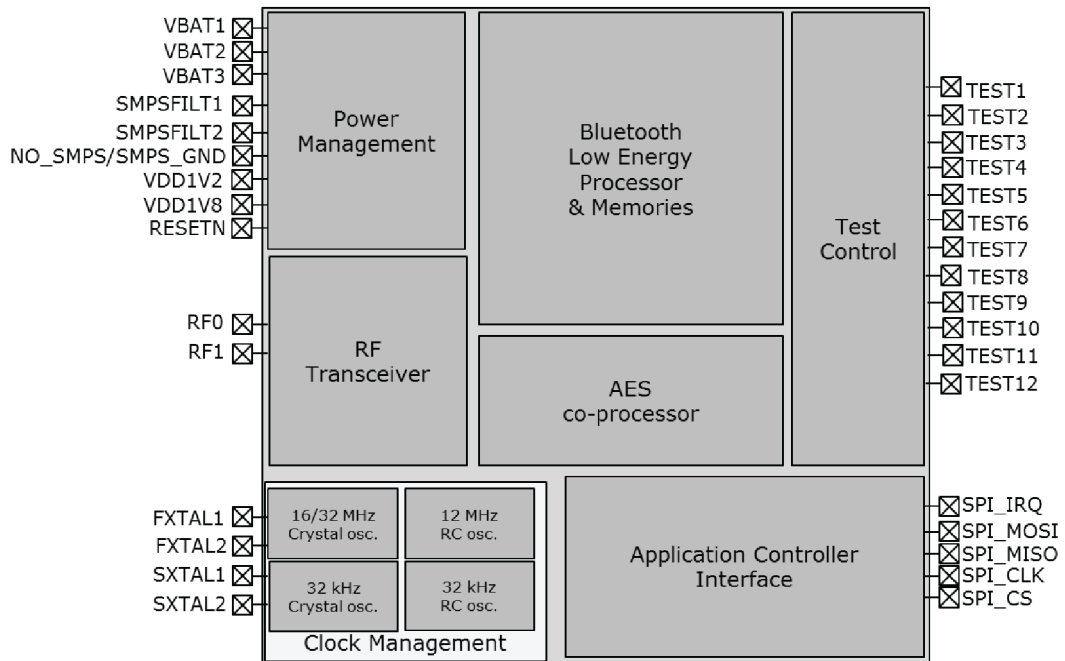 VBAT1
VBAT2
VBAT3
SMPSFILT1
SMPSFILT2
NO_SMPS/SMPS_GND
VDD1V2
VDD1V8
RESETN
RF0
RF1
FXTAL1
FXTAL2
SXTAL1
SXTAL2
Power
Management
RF
Transceiver
Bluetooth
Low Energy
Processor
& Memories
AES
co-processor
Test
Control
16/32 MHz
Crystal osc.
12 MHz
RC osc.
32 kHz
Crystal osc.
32 kHz
RC osc.
Clock Management
Application Controller
Interface
TEST1
TEST2
TEST3
TEST4
TEST5
TEST6
TEST7
TEST8
TEST9
TEST10
TEST11
TEST12
SPI_IRQ
SPI_MOSI
SPI_MISO
SPI_CLK
SPI_CS